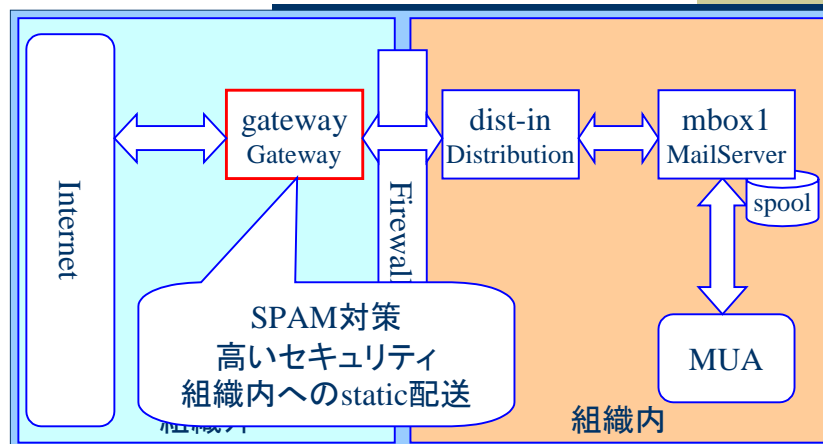 Internet
gateway
Gateway
Firewall
dist-in
Distribution
mbox1
MailServer
spool
MUA
SPAM対策
高いセキュリティ
組織内へのstatic配送
組織内